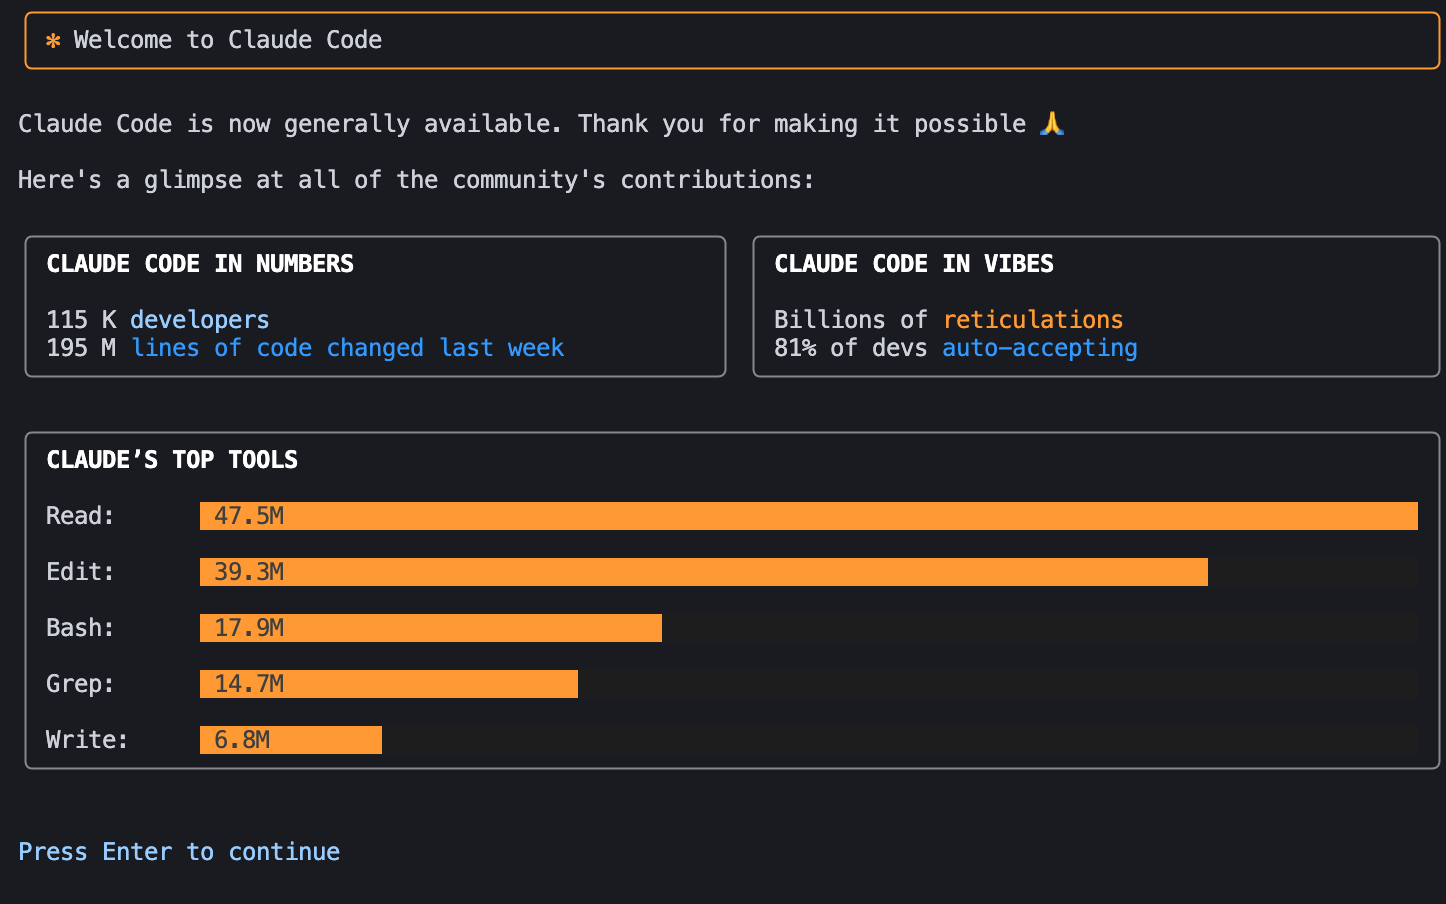 ✻ Welcome to Claude Code
Claude Code is now generally available. Thank you for making it possible 🙏
Here's a glimpse at all of the community's contributions:
CLAUDE CODE IN NUMBERS
115 K developers
195 M lines of code changed last week
CLAUDE CODE IN VIBES
Billions of reticulations
81% of devs auto-accepting
CLAUDE’S TOP TOOLS
Read: 47.5M
Edit: 39.3M
Bash: 17.9M
Grep: 14.7M
Write: 6.8M
Press Enter to continue